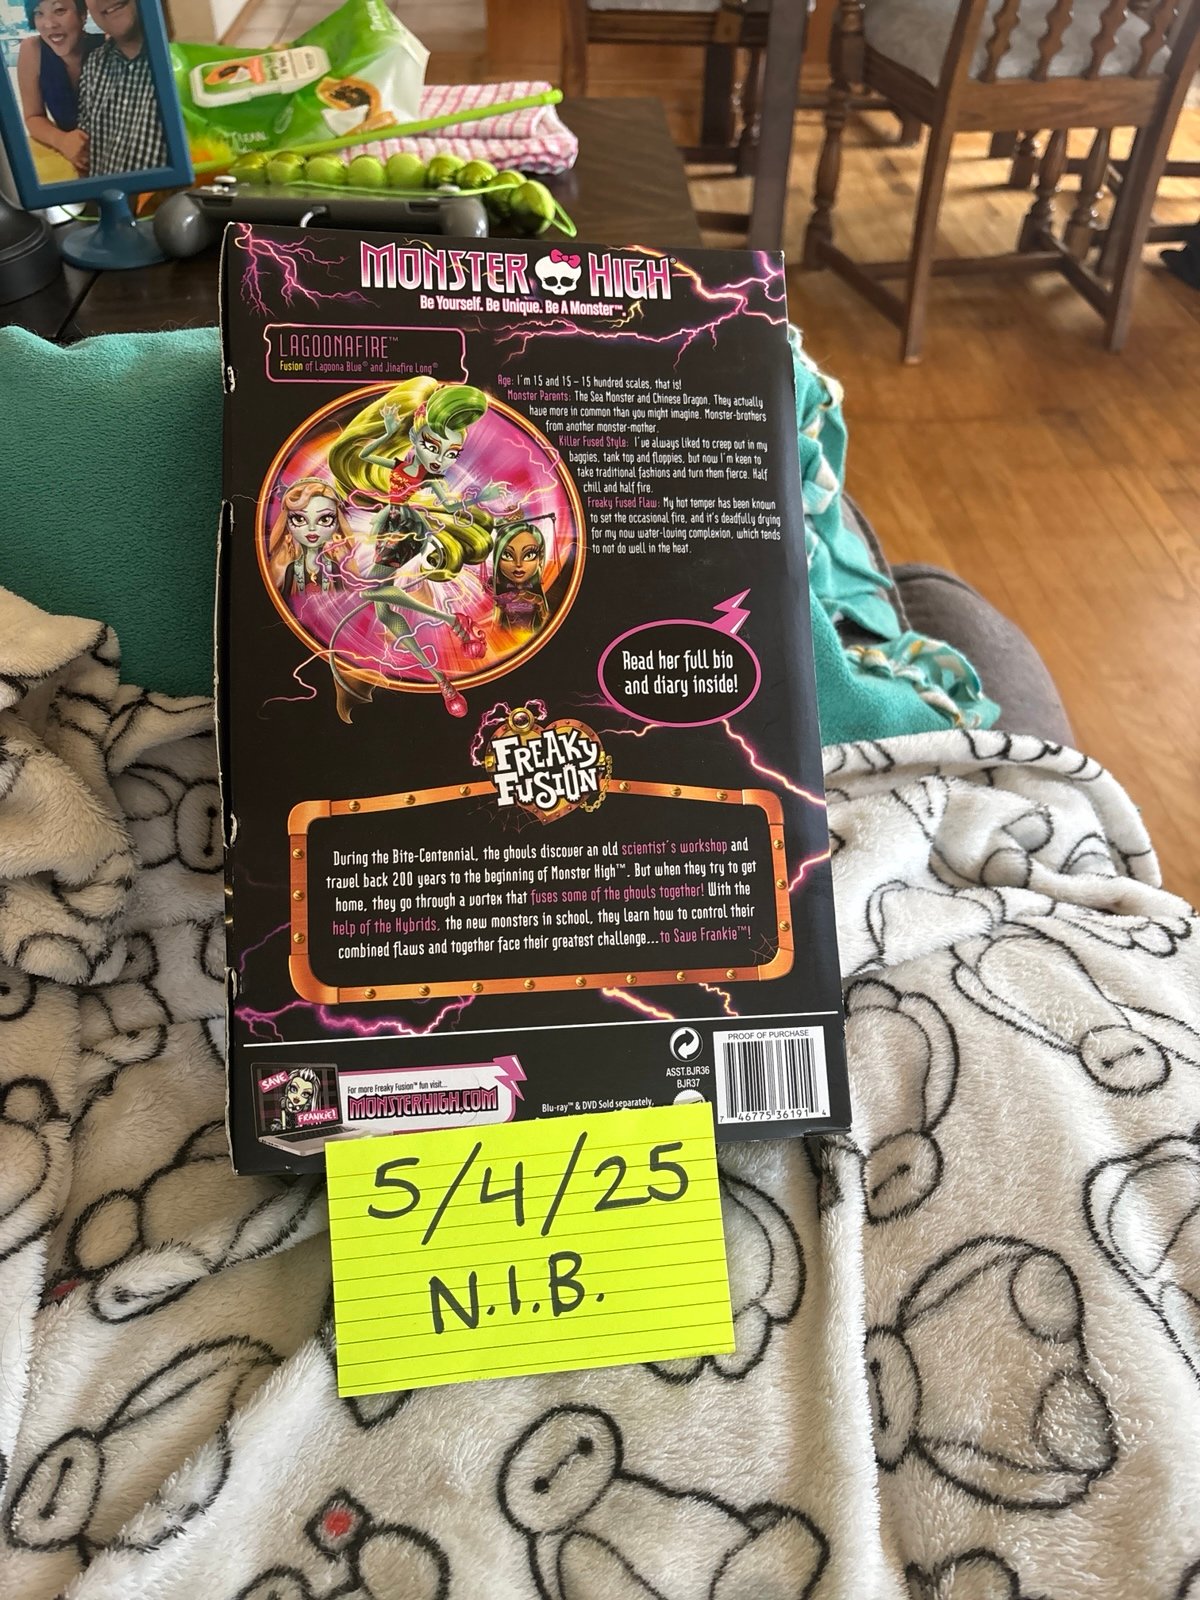 MONSTER HIGH®
Be Yourself. Be Unique. Be A Monster™.
LAGOONAFIRE™
Fusion of Lagoona Blue® and Jinafire Long®
Age: I'm 15 and 15 – 15 hundred scales, that is!
Monster Parents: The Sea Monster and Chinese Dragon. They actually
have more in common than you might imagine. Monster-brothers
from another monster-mother.
Killer Fused Style: I've always liked to creep out in my
baggies, tank top and floppies, but now I'm keen to
take traditional fashions and turn them fierce. Half
chill and half fire.
Freaky Fused Flaw: My hot temper has been known
to set the occasional fire, and it's deadfully drying
for my now water-loving complexion, which tends
to not do well in the heat.
Read her full bio
and diary inside!
FREAKY
FUSION
During the Bite-Centennial, the ghouls discover an old scientist's workshop and
travel back 200 years to the beginning of Monster High™. But when they try to get
home, they go through a vortex that fuses some of the ghouls together! With the
help of the Hybrids, the new monsters in school, they learn how to control their
combined flaws and together face their greatest challenge...to Save Frankie™!
SAVE
FRANKIE!
For more Freaky Fusion™ fun visit...
MONSTERHIGH.COM
Blu-ray™ & DVD Sold separately.
ASST.BJR36
BJR37
PROOF OF PURCHASE
7 46775 36191 4
5/4/25
N.I.B.